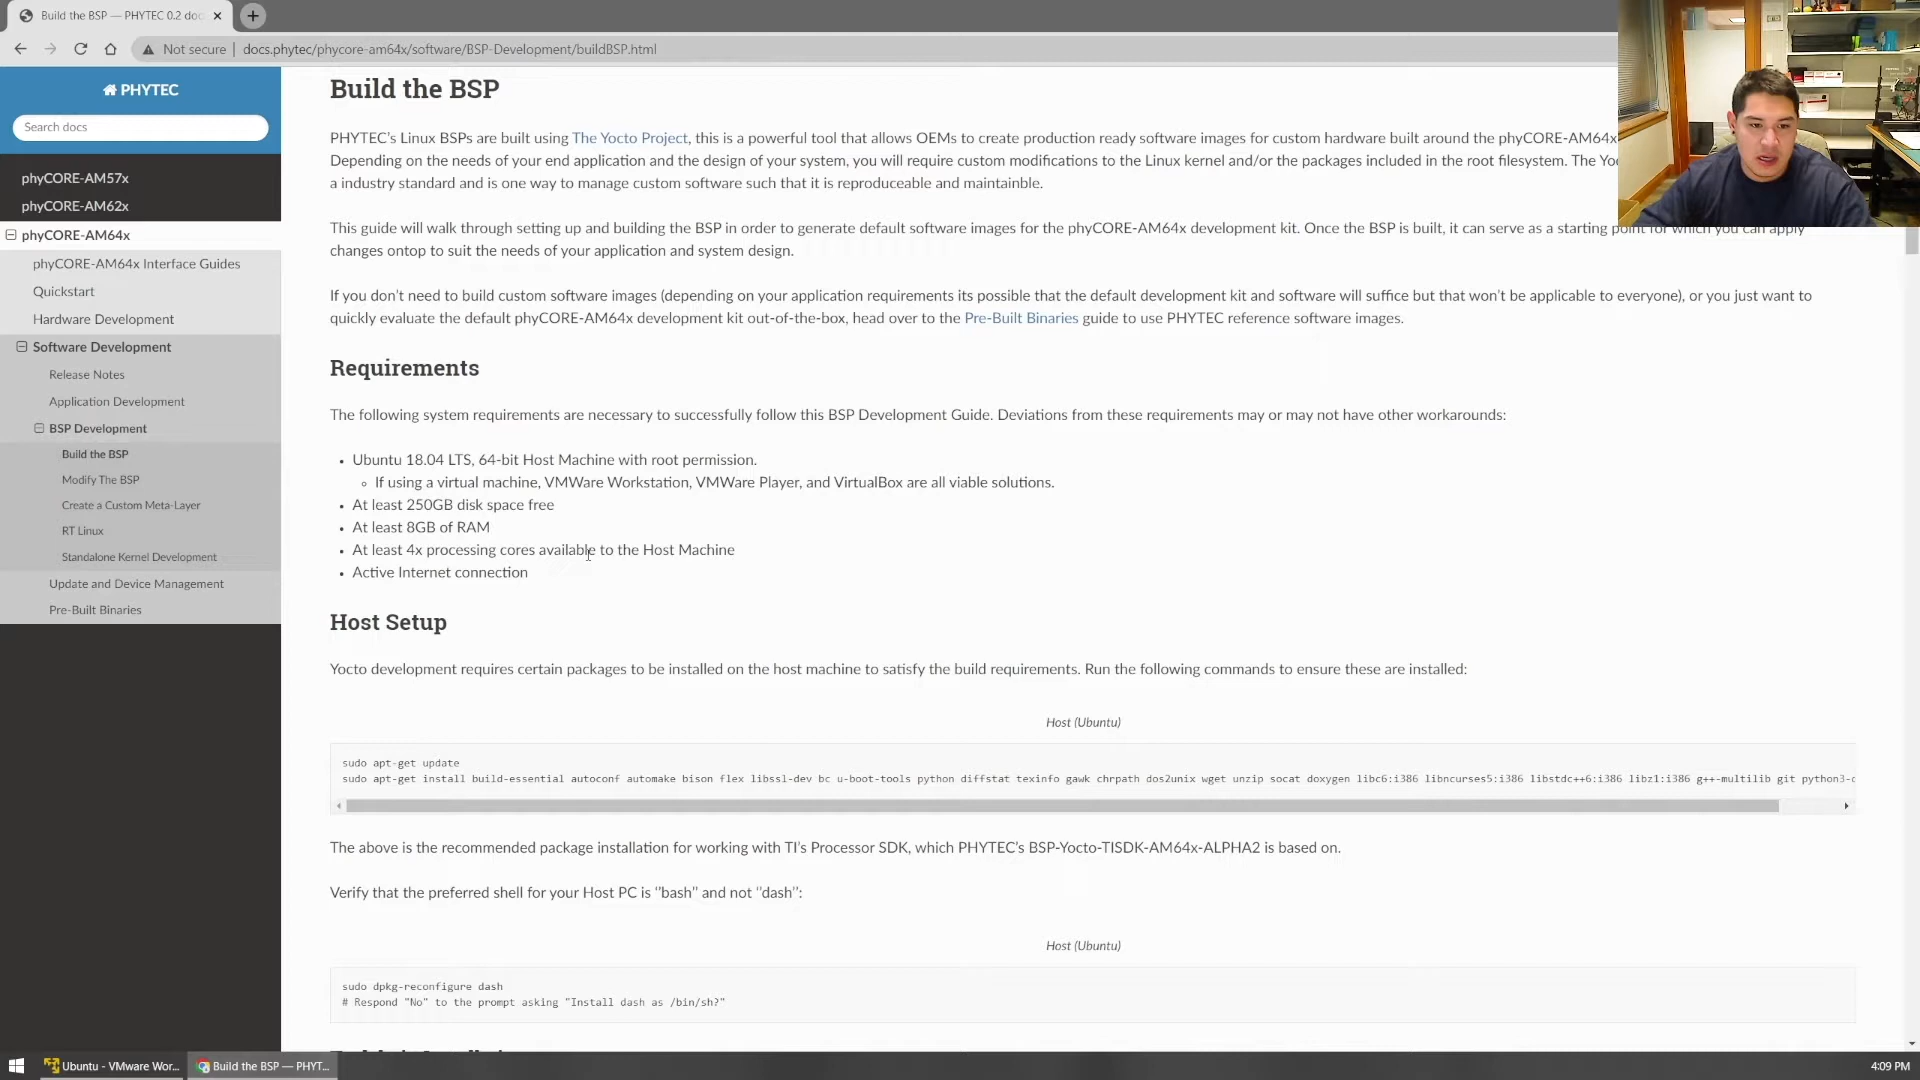 Build the BSP — PHYTEC 0.2 doc
Not secure
docs.phytec/phycore-am64x/software/BSP-Development/buildBSP.html
PHYTEC
Search docs
phyCORE-AM57x
phyCORE-AM62x
phyCORE-AM64x
phyCORE-AM64x Interface Guides
Quickstart
Hardware Development
Software Development
Release Notes
Application Development
BSP Development
Build the BSP
Modify The BSP
Create a Custom Meta-Layer
RT Linux
Standalone Kernel Development
Update and Device Management
Pre-Built Binaries
Build the BSP
PHYTEC's Linux BSPs are built using The Yocto Project, this is a powerful tool that allows OEMs to create production ready software images for custom hardware built around the phyCORE-AM64x
Depending on the needs of your end application and the design of your system, you will require custom modifications to the Linux kernel and/or the packages included in the root filesystem. The Yoc
a industry standard and is one way to manage custom software such that it is reproduceable and maintainble.
This guide will walk through setting up and building the BSP in order to generate default software images for the phyCORE-AM64x development kit. Once the BSP is built, it can serve as a starting point for which you can apply
changes ontop to suit the needs of your application and system design.
If you don't need to build custom software images (depending on your application requirements its possible that the default development kit and software will suffice but that won't be applicable to everyone), or you just want to
quickly evaluate the default phyCORE-AM64x development kit out-of-the-box, head over to the Pre-Built Binaries guide to use PHYTEC reference software images.
Requirements
The following system requirements are necessary to successfully follow this BSP Development Guide. Deviations from these requirements may or may not have other workarounds:
• Ubuntu 18.04 LTS, 64-bit Host Machine with root permission.
◦ If using a virtual machine, VMWare Workstation, VMWare Player, and VirtualBox are all viable solutions.
• At least 250GB disk space free
• At least 8GB of RAM
• At least 4x processing cores available to the Host Machine
• Active Internet connection
Host Setup
Yocto development requires certain packages to be installed on the host machine to satisfy the build requirements. Run the following commands to ensure these are installed:
Host (Ubuntu)
sudo apt-get update
sudo apt-get install build-essential autoconf automake bison flex libssl-dev bc u-boot-tools python diffstat texinfo gawk chrpath dos2unix wget unzip socat doxygen libc6:i386 libncurses5:i386 libstdc++6:i386 libz1:i386 g++-multilib git python3-
The above is the recommended package installation for working with TI's Processor SDK, which PHYTEC's BSP-Yocto-TISDK-AM64x-ALPHA2 is based on.
Verify that the preferred shell for your Host PC is ''bash'' and not ''dash'':
Host (Ubuntu)
sudo dpkg-reconfigure dash
# Respond "No" to the prompt asking "Install dash as /bin/sh?"
Ubuntu - VMware Wor...
Build the BSP — PHYT...
4:09 PM